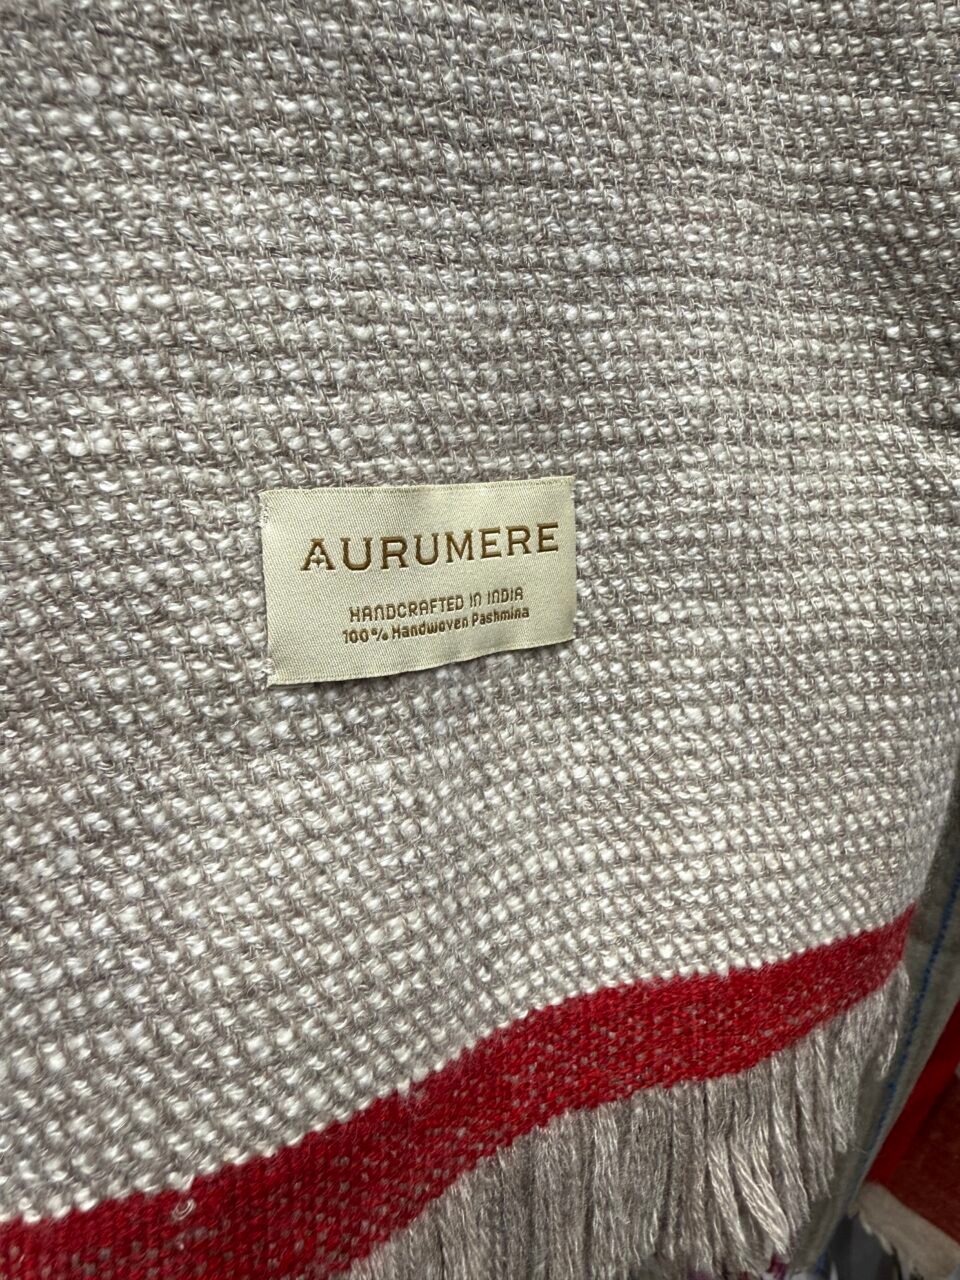 AURUMERE
HANDCRAFTED IN INDIA
100% Handwoven Pashmina